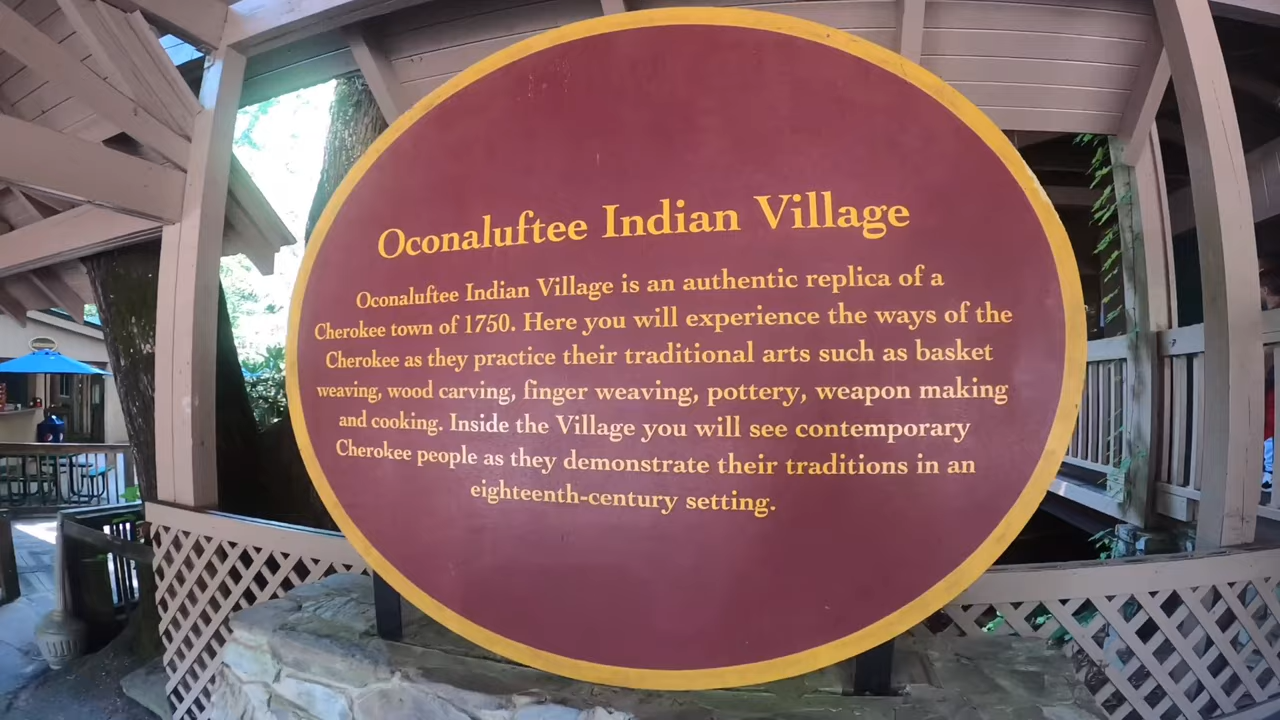 Oconaluftee Indian Village
Oconaluftee Indian Village is an authentic replica of a
Cherokee town of 1750. Here you will experience the ways of the
Cherokee as they practice their traditional arts such as basket
weaving, wood carving, finger weaving, pottery, weapon making
and cooking. Inside the Village you will see contemporary
Cherokee people as they demonstrate their traditions in an
eighteenth-century setting.